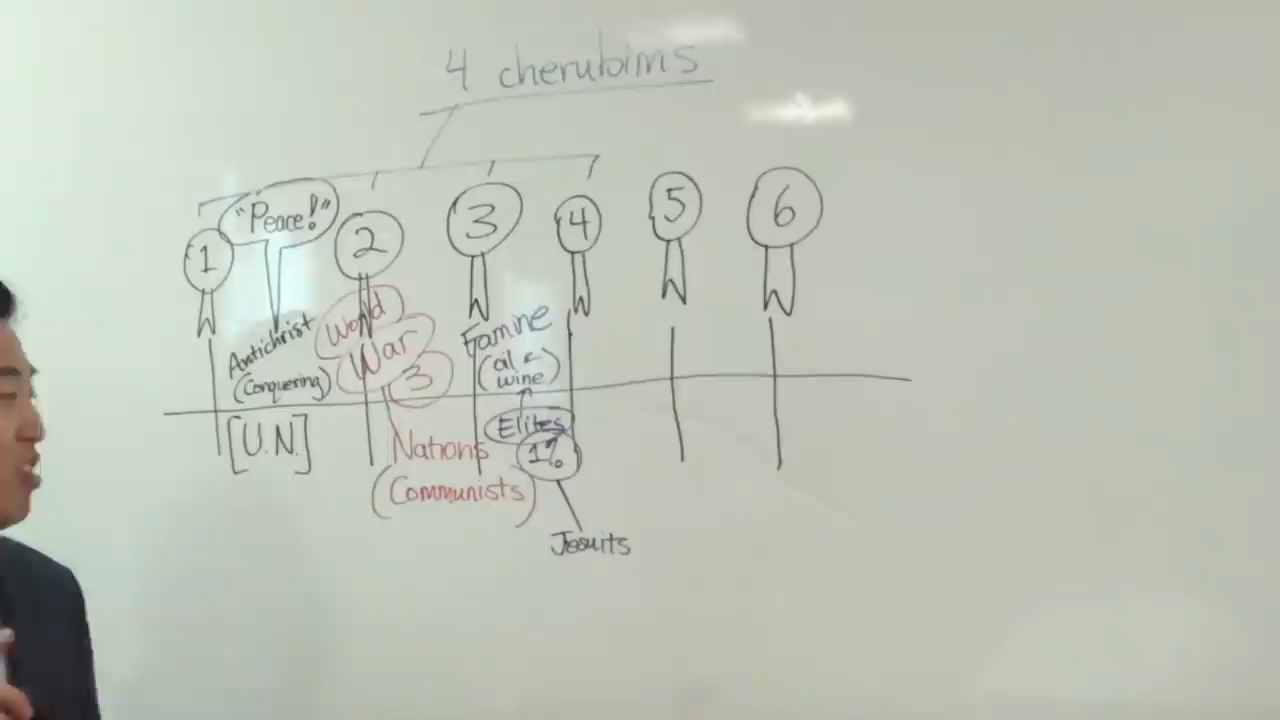 4 cherubims
1
"Peace!"
2
3
4
5
6
Antichrist
(Conquering)
[U.N.]
World
War
3
Nations
(Communists)
Famine
(oil &
wine)
Elites
1%
Jesuits